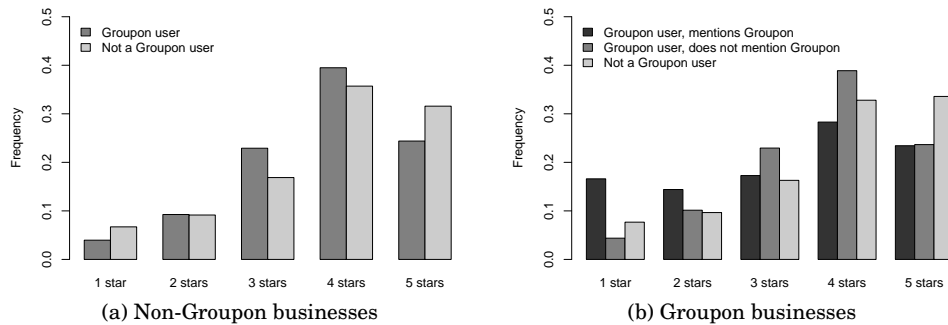 Groupon user
Not a Groupon user
Frequency
0.5
0.4
0.3
0.2
0.1
0.0
1 star 2 stars 3 stars 4 stars 5 stars
(a) Non-Groupon businesses
Groupon user, mentions Groupon
Groupon user, does not mention Groupon
Not a Groupon user
Frequency
0.5
0.4
0.3
0.2
0.1
0.0
1 star 2 stars 3 stars 4 stars 5 stars
(b) Groupon businesses